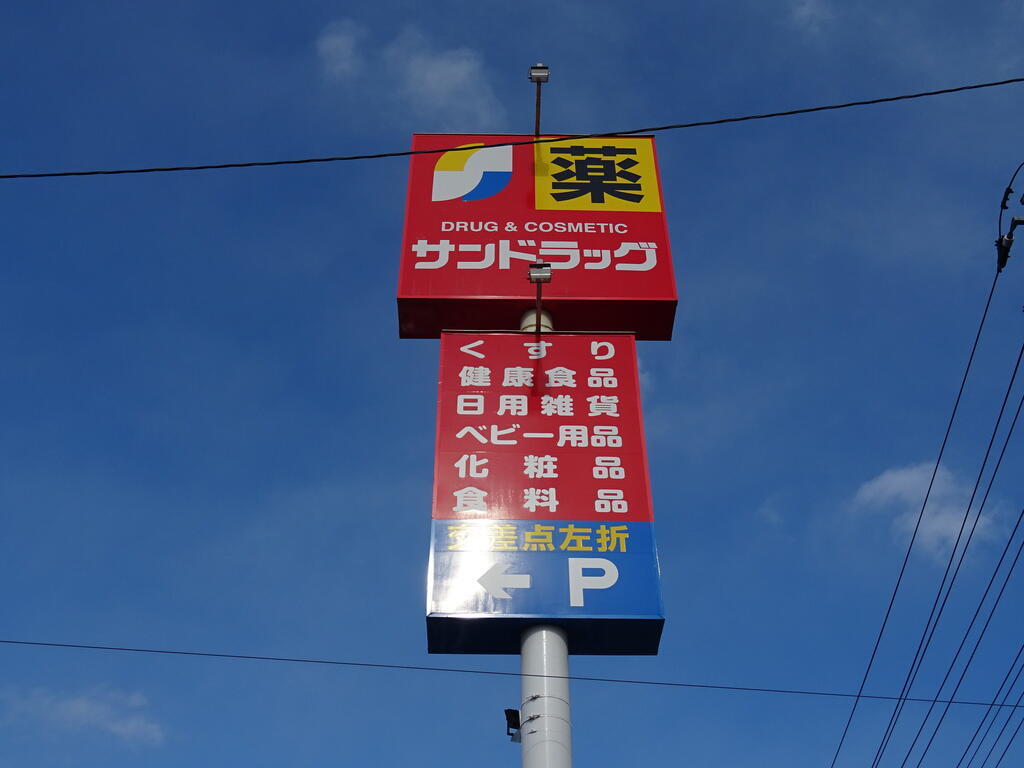 薬
DRUG & COSMETIC
サンドラッグ
くすり
健康食品
日用雑貨
ベビー用品
化粧品
食料品
交差点左折
← P